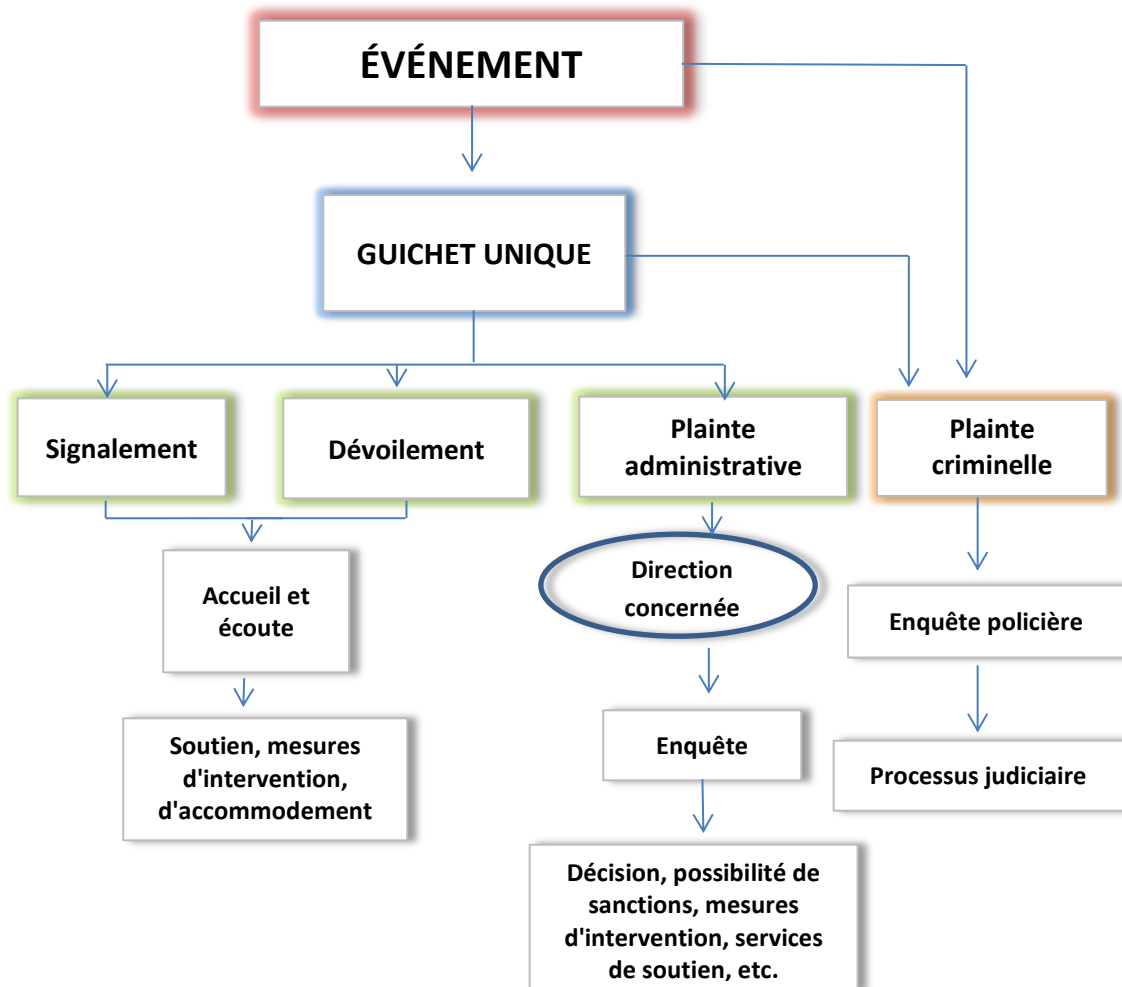 ÉVÉNEMENT
GUICHET UNIQUE
Signalement
Dévoilement
Plainte
administrative
Plainte
criminelle
Accueil et
écoute
Direction
concernée
Enquête policière
Soutien, mesures
d'intervention,
d'accommodement
Enquête
Processus judiciaire
Décision, possibilité de
sanctions, mesures
d'intervention, services
de soutien, etc.